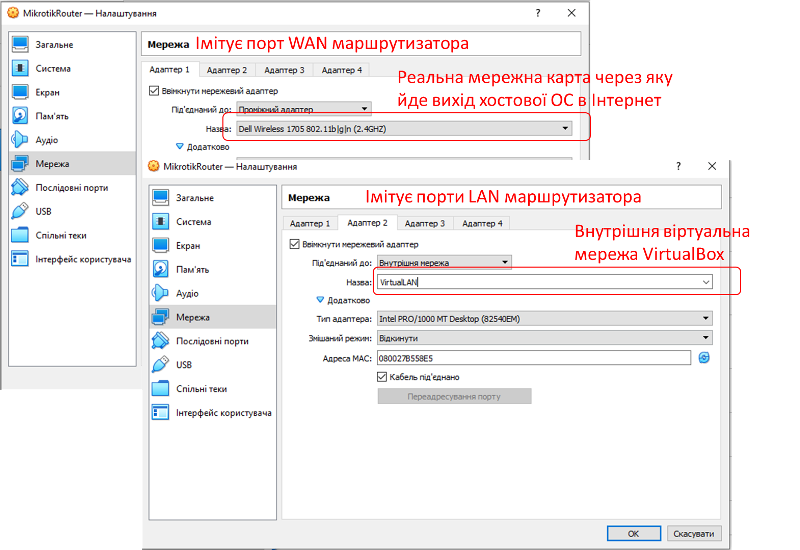 MikrotikRouter — Налаштування
?
Загальне
Система
Екран
Пам'ять
Аудіо
Мережа
Послідовні порти
USB
Спільні теки
Інтерфейс користувача
Мережа
Імітує порт WAN маршрутизатора
Адаптер 1
Адаптер 2
Адаптер 3
Адаптер 4
Ввімкнути мережевий адаптер
Під'єднаний до: Проміжний адаптер
Назва: Dell Wireless 1705 802.11b|g|n (2.4GHZ)
Додатково
Реальна мережна карта через яку
йде вихід хостової ОС в Інтернет
MikrotikRouter — Налаштування
?
Загальне
Система
Екран
Пам'ять
Аудіо
Мережа
Послідовні порти
USB
Спільні теки
Інтерфейс користувача
Мережа
Імітує порти LAN маршрутизатора
Адаптер 1
Адаптер 2
Адаптер 3
Адаптер 4
Ввімкнути мережевий адаптер
Під'єднаний до: Внутрішня мережа
Назва: VirtualLAN
Додатково
Тип адаптера: Intel PRO/1000 MT Desktop (82540EM)
Змішаний режим: Відкинути
Адреса MAC: 080027B558E5
Кабель під'єднано
Переадресування порту
Внутрішня віртуальна
мережа VirtualBox
OK
Скасувати